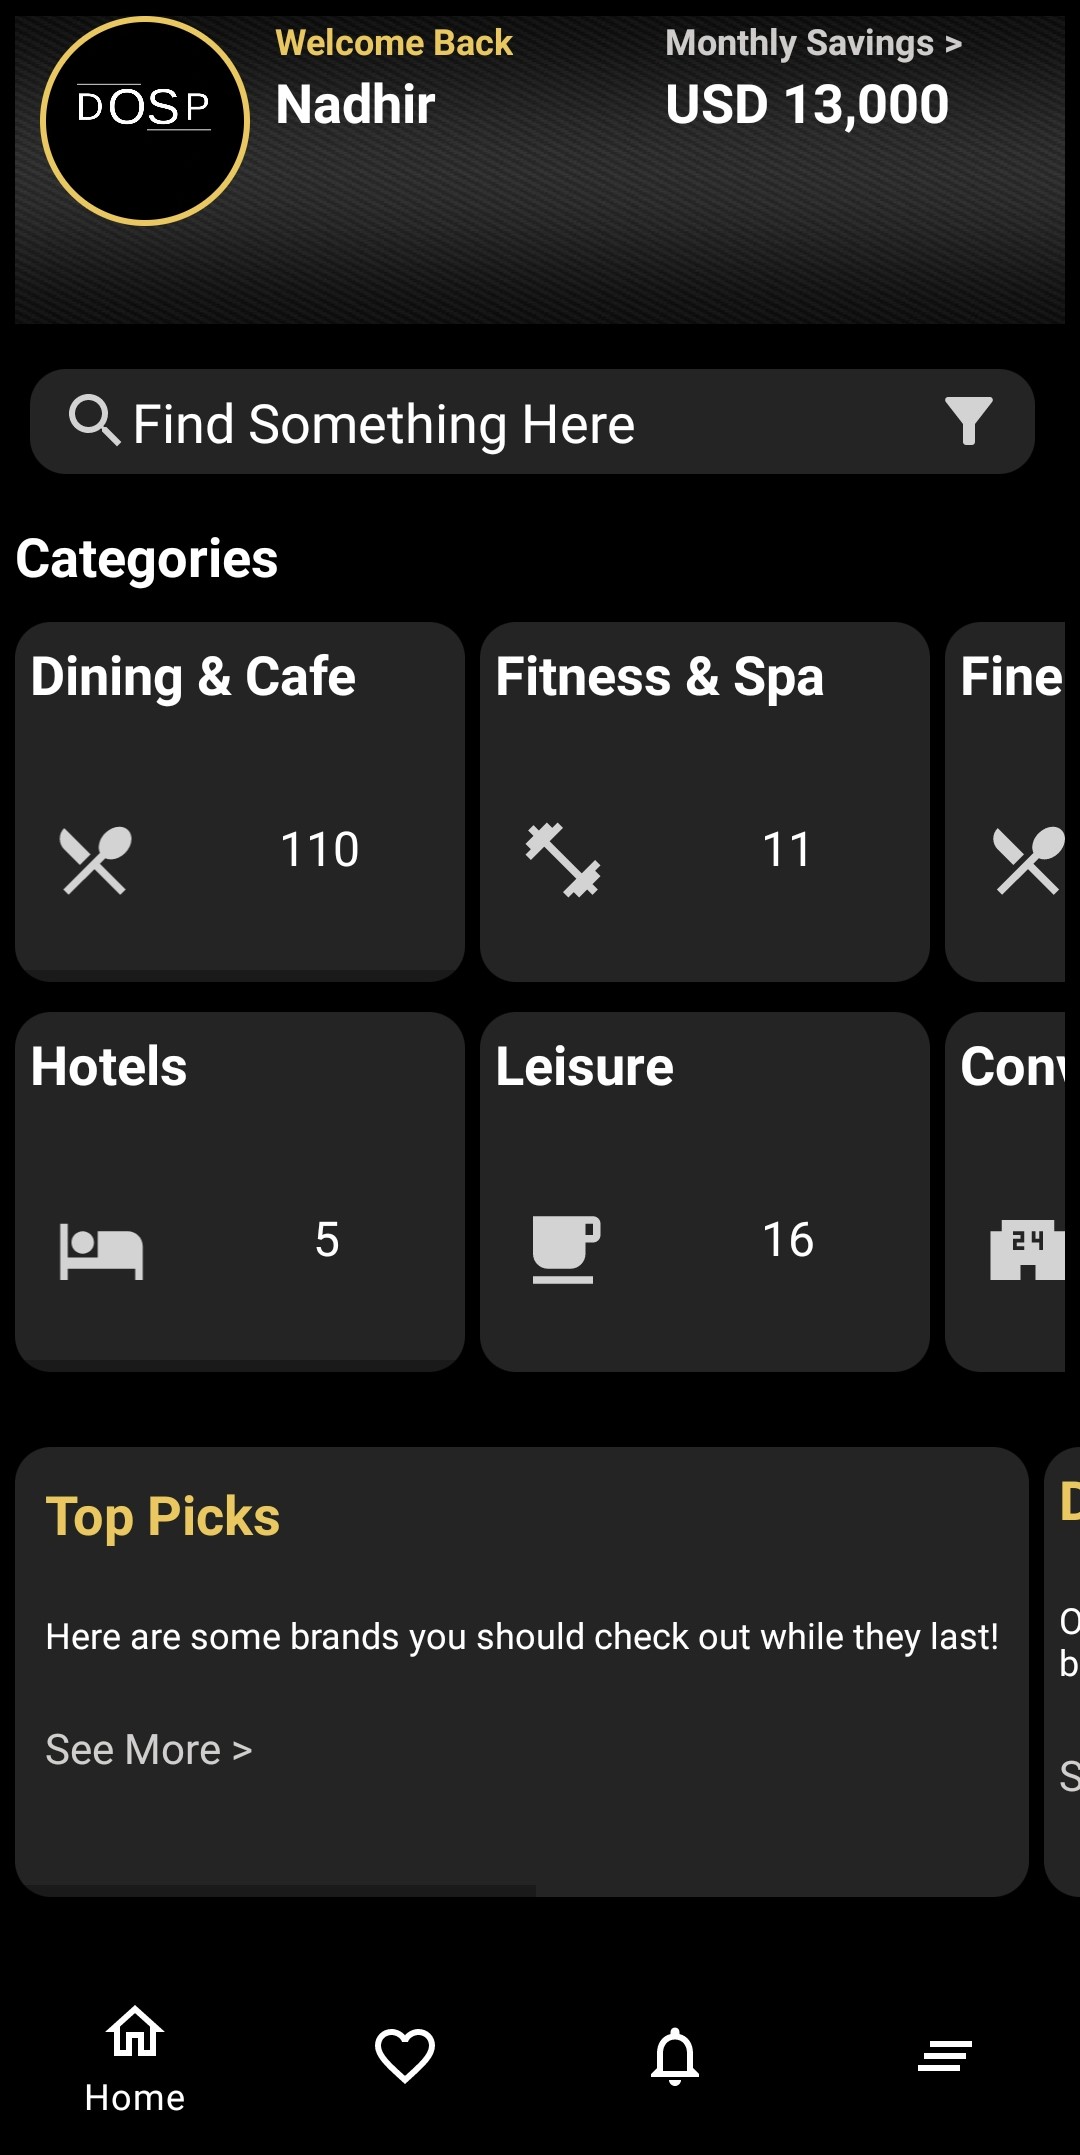 DOSP
Welcome Back
Nadhir
Monthly Savings >
USD 13,000
Find Something Here
Categories
Dining & Cafe
110
Fitness & Spa
11
Fine
Hotels
5
Leisure
16
Conv
24
Top Picks
Here are some brands you should check out while they last!
See More >
Home